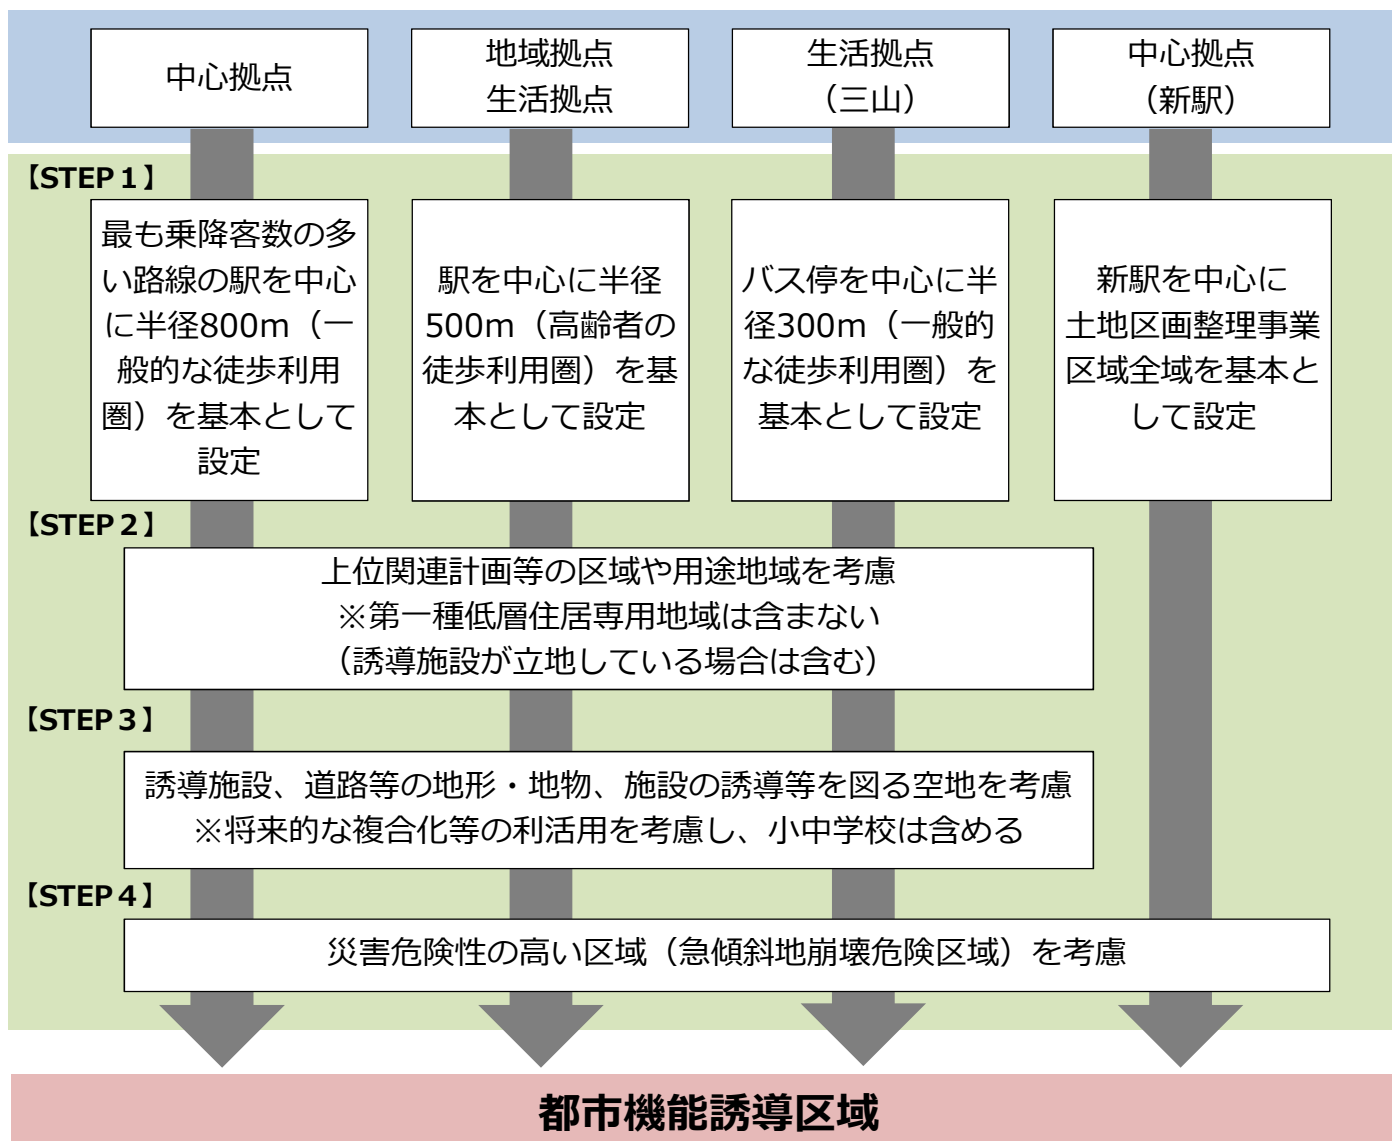 中心拠点
地域拠点
生活拠点
生活拠点
（三山）
中心拠点
（新駅）
【STEP１】
最も乗降客数の多
い路線の駅を中心
に半径800m（一
般的な徒歩利用
圏）を基本として
設定
駅を中心に半径
500m（高齢者の
徒歩利用圏）を基
本として設定
バス停を中心に半
径300m（一般的
な徒歩利用圏）を
基本として設定
新駅を中心に
土地区画整理事業
区域全域を基本と
して設定
【STEP２】
上位関連計画等の区域や用途地域を考慮
※第一種低層住居専用地域は含まない
（誘導施設が立地している場合は含む）
【STEP３】
誘導施設、道路等の地形・地物、施設の誘導等を図る空地を考慮
※将来的な複合化等の利活用を考慮し、小中学校は含める
【STEP４】
災害危険性の高い区域（急傾斜地崩壊危険区域）を考慮
都市機能誘導区域